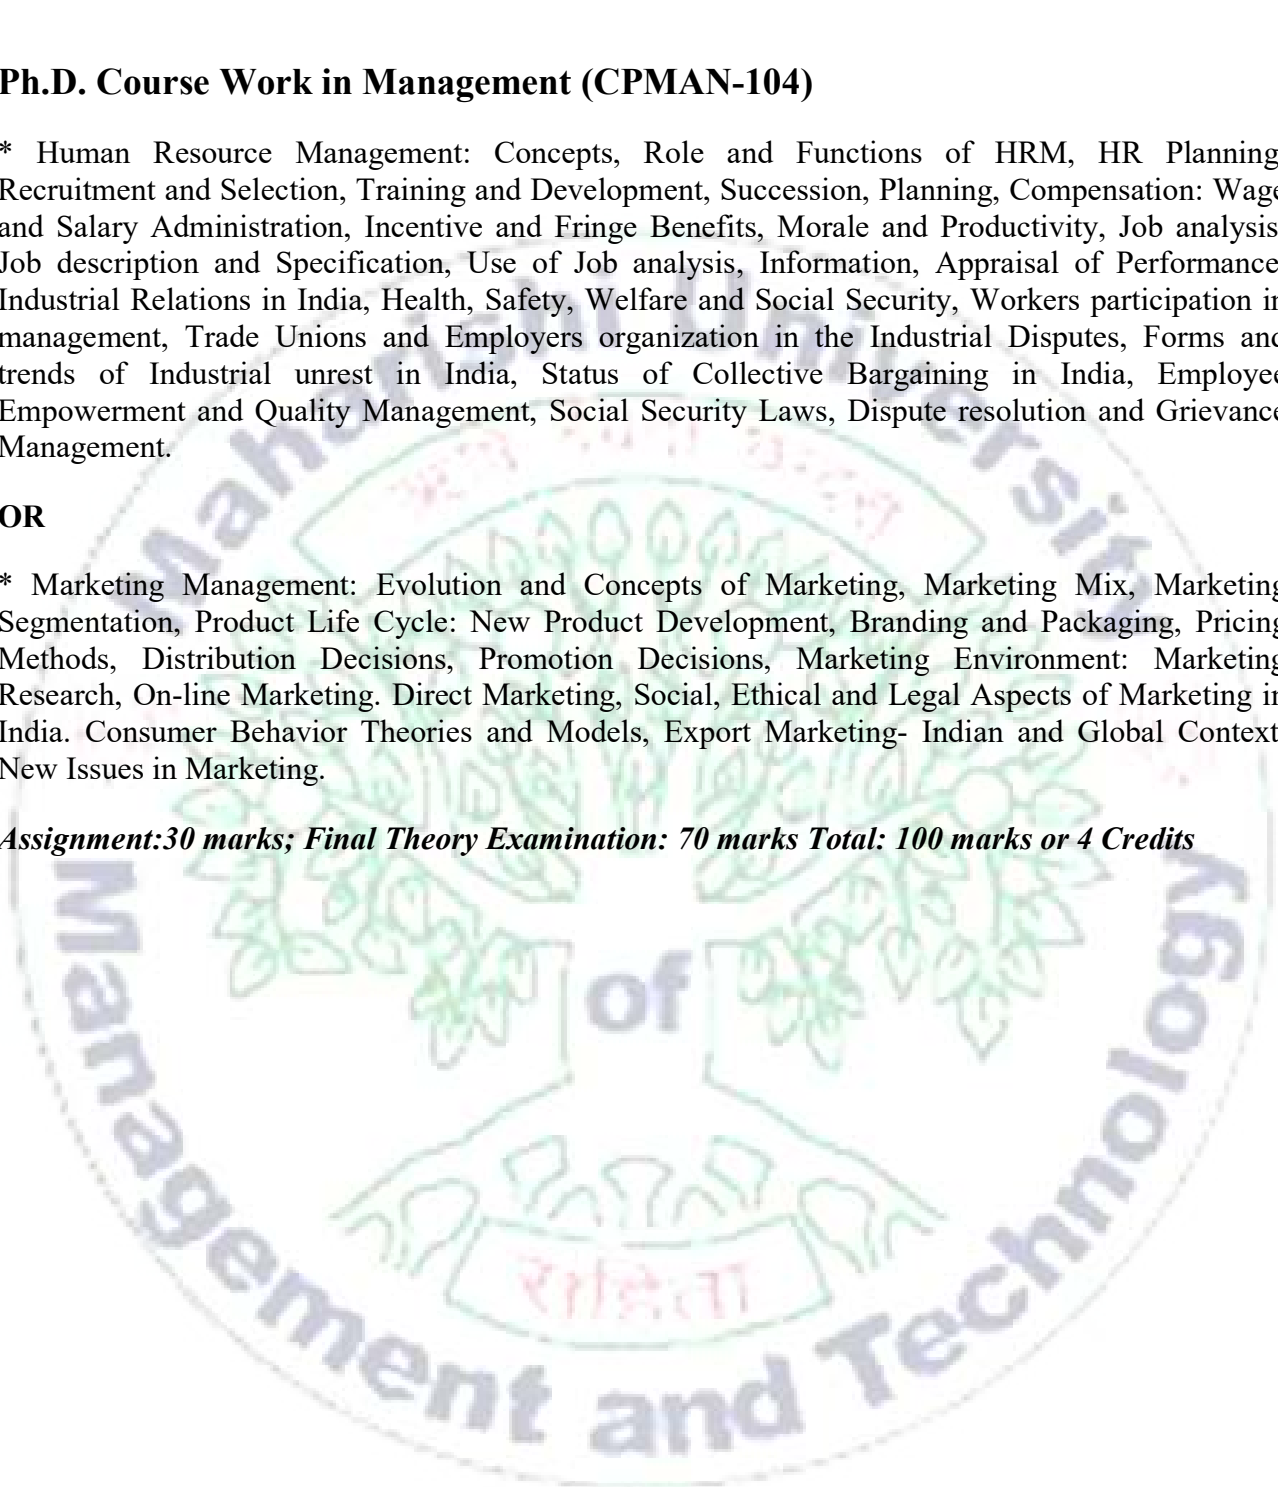 Ph.D. Course Work in Management (CPMAN-104)
* Human Resource Management: Concepts, Role and Functions of HRM, HR Planning
Recruitment and Selection, Training and Development, Succession, Planning, Compensation: Wage
and Salary Administration, Incentive and Fringe Benefits, Morale and Productivity, Job analysis
Job description and Specification, Use of Job analysis, Information, Appraisal of Performance
Industrial Relations in India, Health, Safety, Welfare and Social Security, Workers participation in
management, Trade Unions and Employers organization in the Industrial Disputes, Forms and
trends of Industrial unrest in India, Status of Collective Bargaining in India, Employee
Empowerment and Quality Management, Social Security Laws, Dispute resolution and Grievance
Management.
OR
* Marketing Management: Evolution and Concepts of Marketing, Marketing Mix, Marketing
Segmentation, Product Life Cycle: New Product Development, Branding and Packaging, Pricing
Methods, Distribution Decisions, Promotion Decisions, Marketing Environment: Marketing
Research, On-line Marketing. Direct Marketing, Social, Ethical and Legal Aspects of Marketing in
India. Consumer Behavior Theories and Models, Export Marketing- Indian and Global Context
New Issues in Marketing.
Assignment:30 marks; Final Theory Examination: 70 marks Total: 100 marks or 4 Credits
Maharishi University
of
Management and Technology